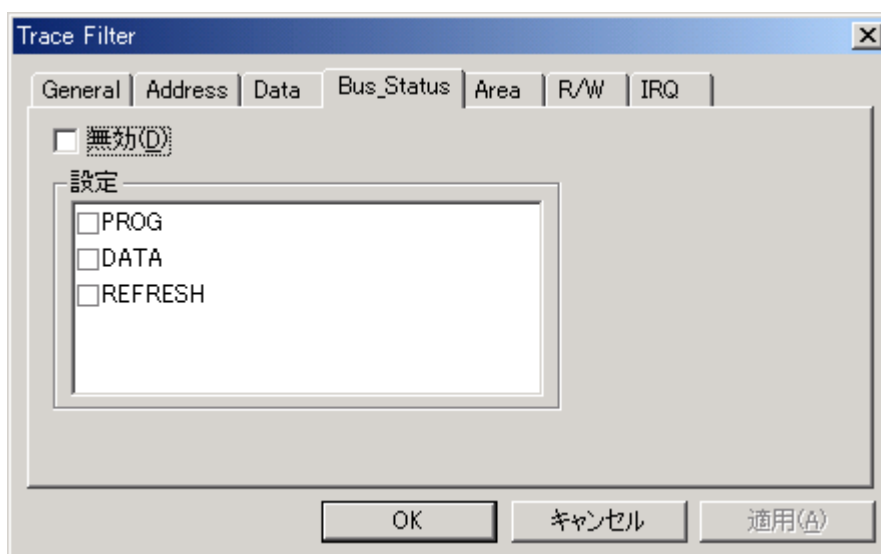 Trace Filter
General Address Data Bus_Status Area R/W IRQ
無効(D)
設定
PROG
DATA
REFRESH
OK キャンセル 適用(A)